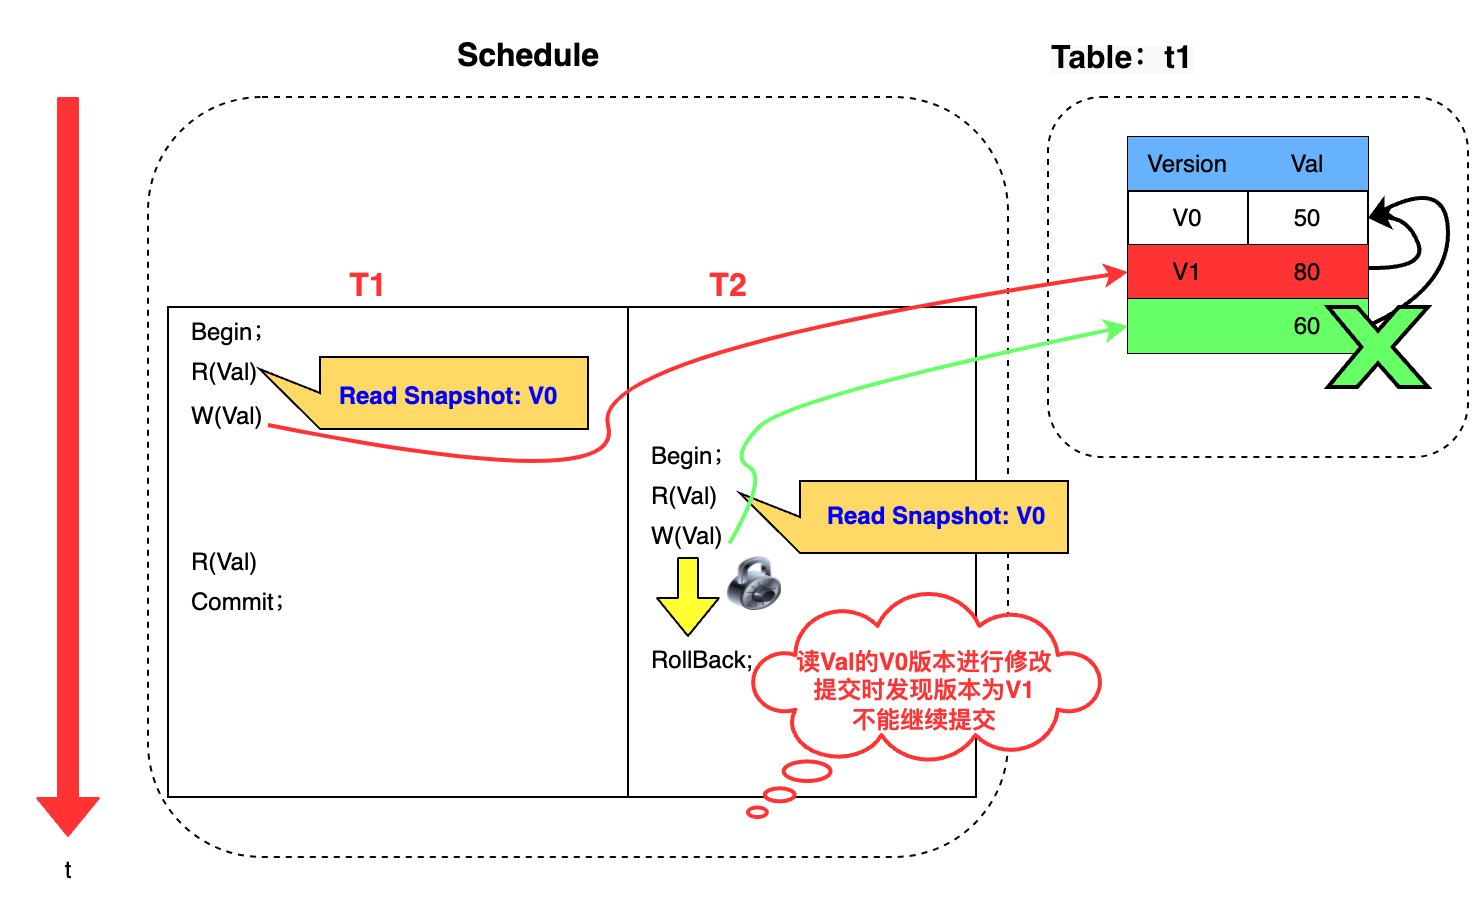 Schedule
Table：t1
Version Val
V0 50
V1 80
60
T1
T2
Begin；
R(Val)
Read Snapshot: V0
W(Val)
Begin；
R(Val)
Read Snapshot: V0
W(Val)
R(Val)
Commit；
RollBack;
读Val的V0版本进行修改
提交时发现版本为V1
不能继续提交
t